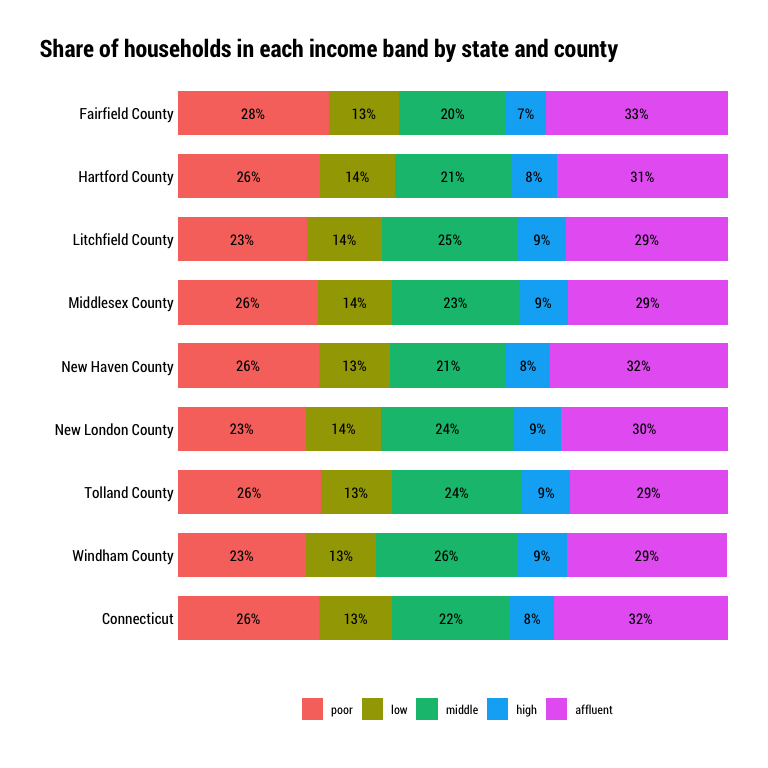 Share of households in each income band by state and county
Fairfield County 28% 13% 20% 7% 33%
Hartford County 26% 14% 21% 8% 31%
Litchfield County 23% 14% 25% 9% 29%
Middlesex County 26% 14% 23% 9% 29%
New Haven County 26% 13% 21% 8% 32%
New London County 23% 14% 24% 9% 30%
Tolland County 26% 13% 24% 9% 29%
Windham County 23% 13% 26% 9% 29%
Connecticut 26% 13% 22% 8% 32%
poor low middle high affluent